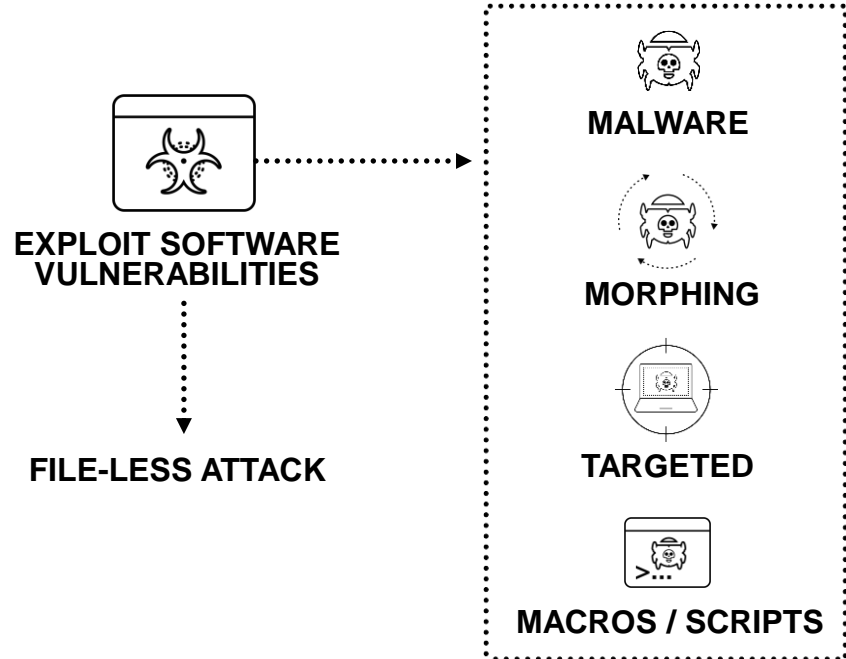 EXPLOIT SOFTWARE
VULNERABILITIES
FILE-LESS ATTACK
MALWARE
MORPHING
TARGETED
>...
MACROS / SCRIPTS